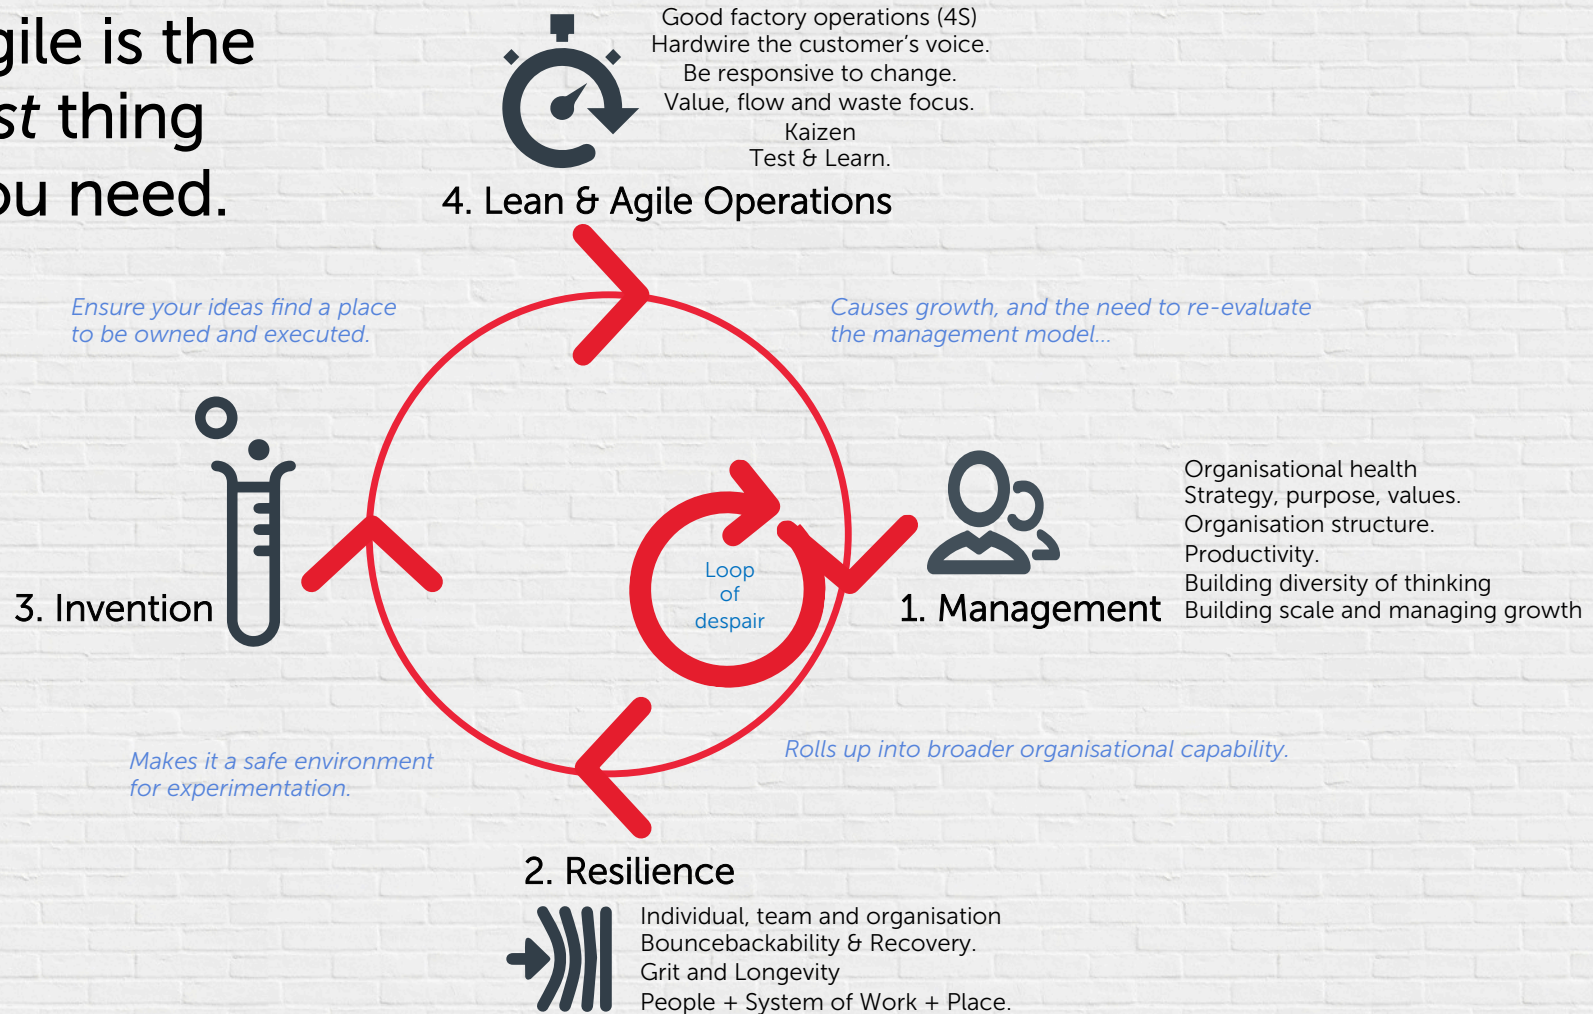 gile is the
st thing
ou need.
Good factory operations (4S)
Hardwire the customer's voice.
Be responsive to change.
Value, flow and waste focus.
Kaizen
Test & Learn.
4. Lean & Agile Operations
Ensure your ideas find a place
to be owned and executed.
Causes growth, and the need to re-evaluate
the management model...
Organisational health
Strategy, purpose, values.
Organisation structure.
Productivity.
Building diversity of thinking
Building scale and managing growth
1. Management
Loop
of
despair
3. Invention
Makes it a safe environment
for experimentation.
Rolls up into broader organisational capability.
2. Resilience
Individual, team and organisation
Bouncebackability & Recovery.
Grit and Longevity
People + System of Work + Place.